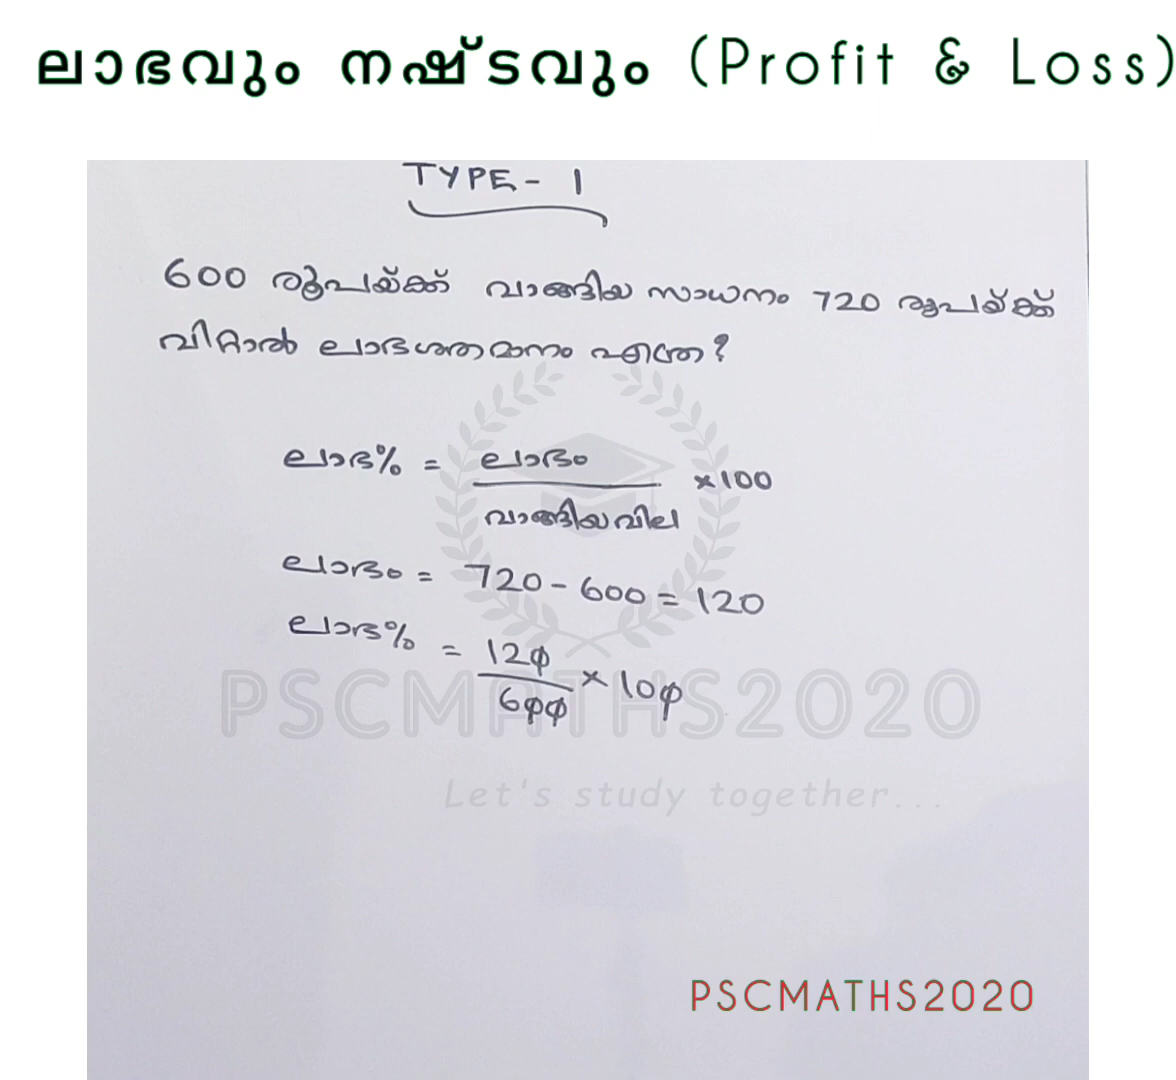 ലാഭവും നഷ്ടവും (Profit & Loss)
TYPE - 1
600 രൂപയ്ക്ക് വാങ്ങിയ സാധനം 720 രൂപയ്ക്ക്
വിറ്റാൽ ലാഭശതമാനം എത്ര?
ലാഭ% = ലാഭം / വാങ്ങിയവില × 100
ലാഭം = 720 - 600 = 120
ലാഭ% = 120 / 600 × 100
PSCMATHS2020
Let's study together...
PSCMATHS2020